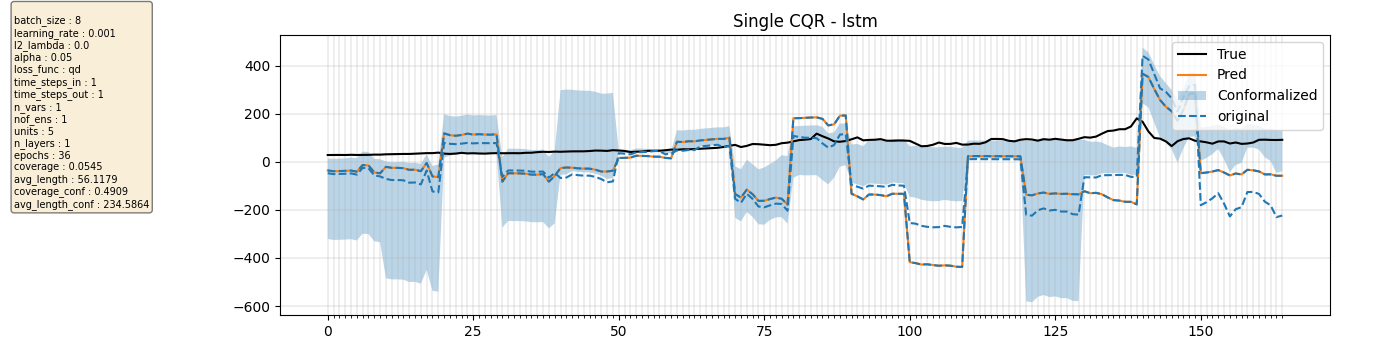 batch_size : 8
learning_rate : 0.001
l2_lambda : 0.0
alpha : 0.05
loss_func : qd
time_steps_in : 1
time_steps_out : 1
n_vars : 1
nof_ens : 1
units : 5
n_layers : 1
epochs : 36
coverage : 0.0545
avg_length : 56.1179
coverage_conf : 0.4909
avg_length_conf : 234.5864
Single CQR - lstm
400
200
0
−200
−400
−600
0 25 50 75 100 125 150
True
Pred
Conformalized
original